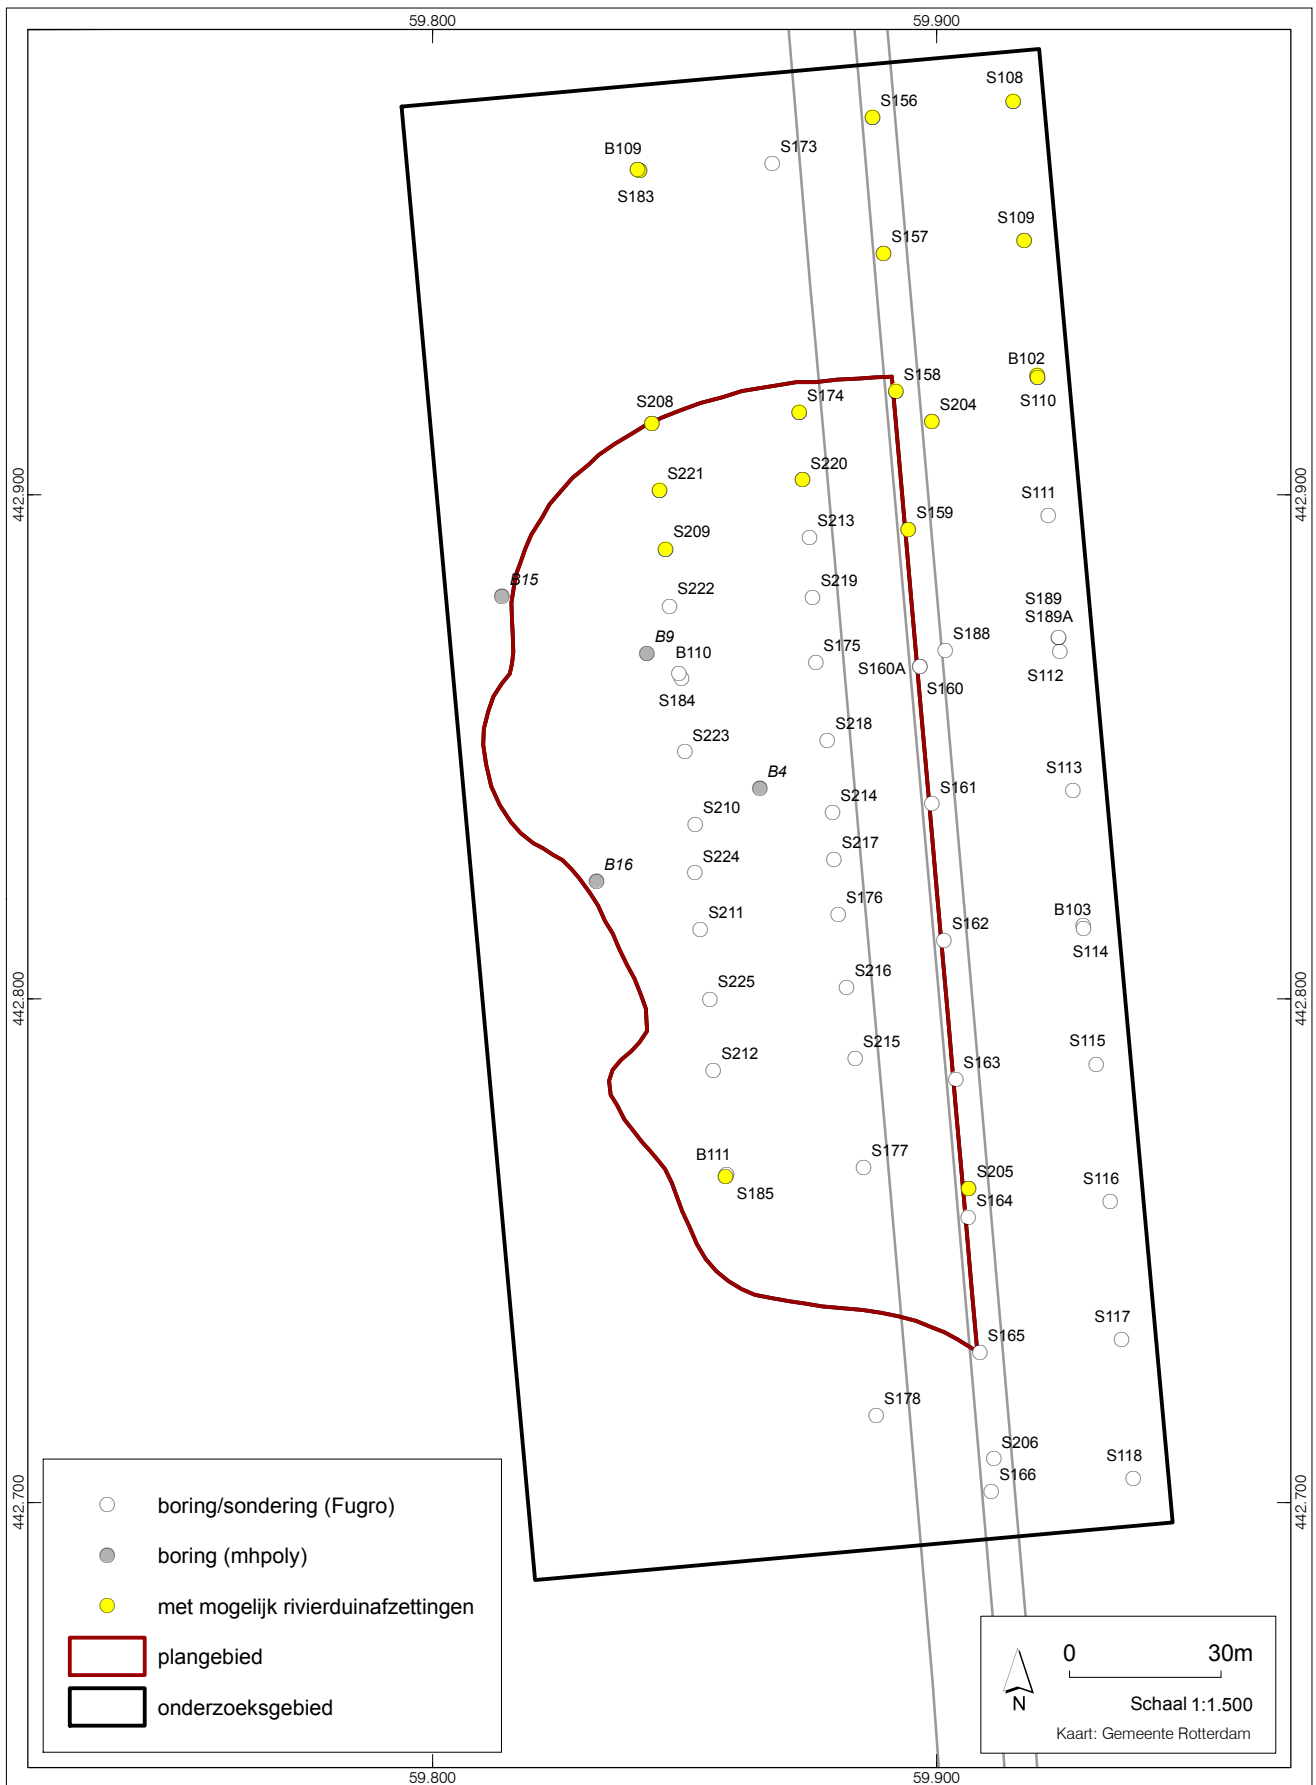 59.800
59.900
S108
S156
B109
S173
S183
S109
S157
B102
S158
S174
S110
S208
S204
S220
S221
442.900
442.900
S111
S159
S213
S209
B15
S222
S219
S189
S189A
B9
B110
S175
S188
S160A
S112
S160
S184
S223
S218
B4
S113
S161
S214
S210
S217
B16
S224
S176
S211
B103
S162
S114
S216
S225
442.800
442.800
S215
S115
S212
S163
B111
S177
S205
S116
S185
S164
S117
S165
S178
S206
S118
S166
442.700
442.700
boring/sondering (Fugro)
boring (mhpoly)
met mogelijk rivierduinafzettingen
plangebied
onderzoeksgebied
0 30m
N
Schaal 1:1.500
Kaart: Gemeente Rotterdam
59.800
59.900